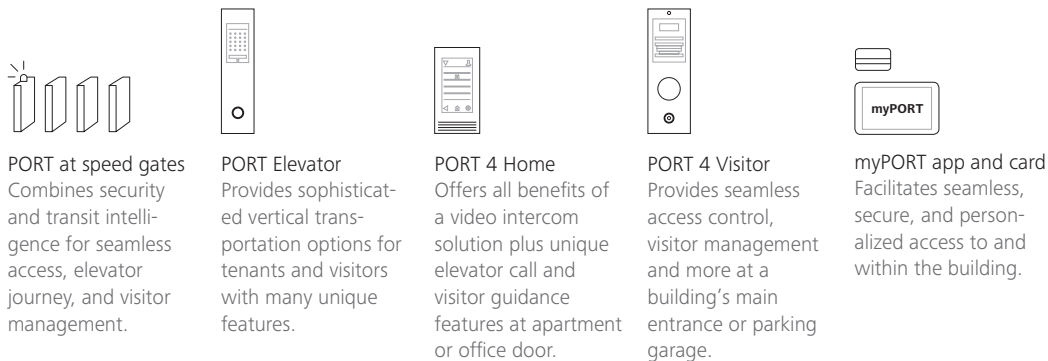 myPORT
PORT at speed gates
Combines security
and transit intelli-
gence for seamless
access, elevator
journey, and visitor
management.
PORT Elevator
Provides sophisticat-
ed vertical trans-
portation options for
tenants and visitors
with many unique
features.
PORT 4 Home
Offers all benefits of
a video intercom
solution plus unique
elevator call and
visitor guidance
features at apartment
or office door.
PORT 4 Visitor
Provides seamless
access control,
visitor management
and more at a
building’s main
entrance or parking
garage.
myPORT app and card
Facilitates seamless,
secure, and person-
alized access to and
within the building.